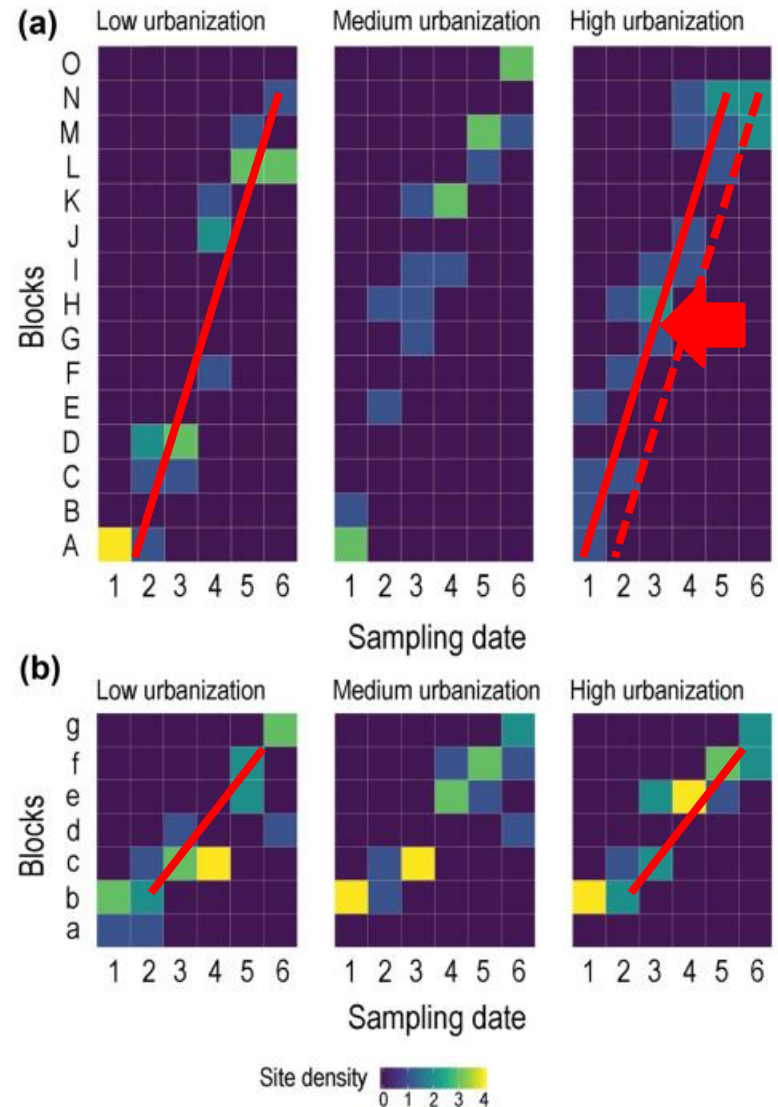 (a)
Low urbanization Medium urbanization High urbanization
O
N
M
L
K
J
I
H
G
F
E
D
C
B
A
Blocks
1 2 3 4 5 6 1 2 3 4 5 6 1 2 3 4 5 6
Sampling date
(b)
Low urbanization Medium urbanization High urbanization
g
f
e
d
c
b
a
Blocks
1 2 3 4 5 6 1 2 3 4 5 6 1 2 3 4 5 6
Sampling date
Site density
0 1 2 3 4